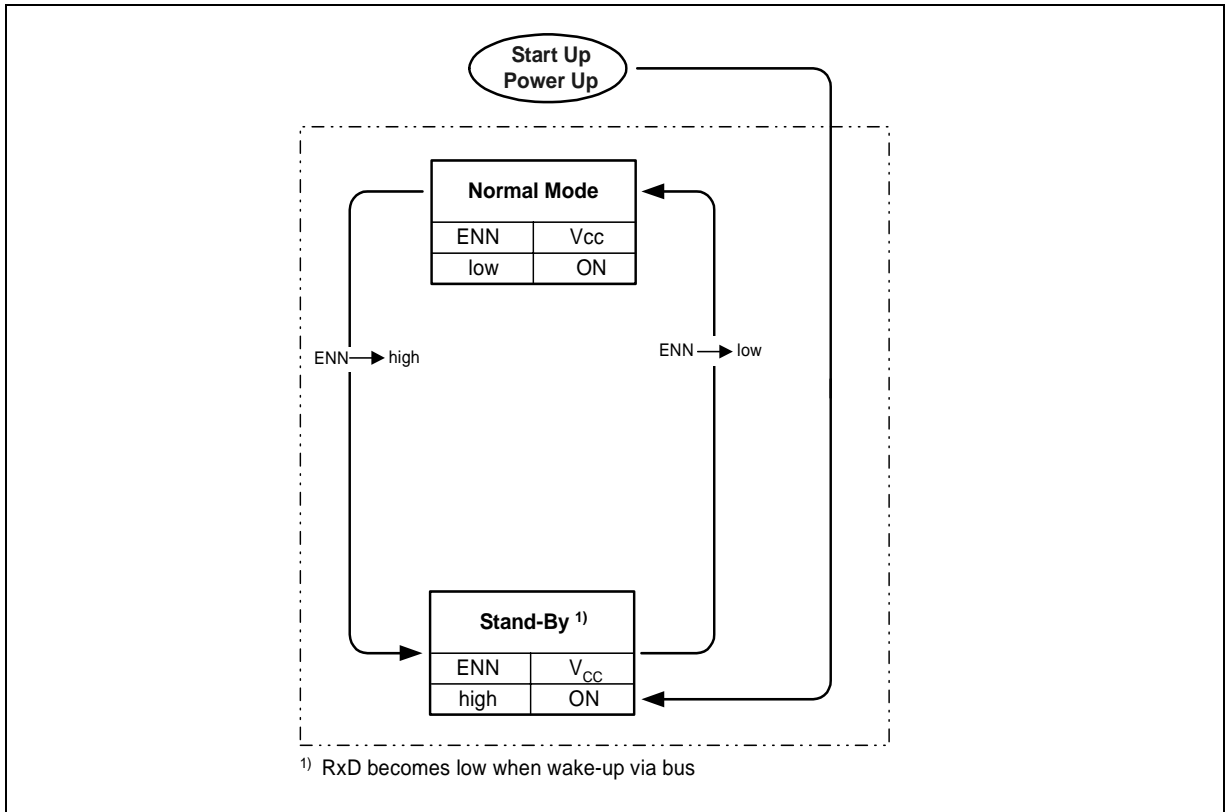 Start Up
Power Up
Normal Mode
ENN Vcc
low ON
ENN → high
ENN → low
Stand-By 1)
ENN VCC
high ON
1) RxD becomes low when wake-up via bus